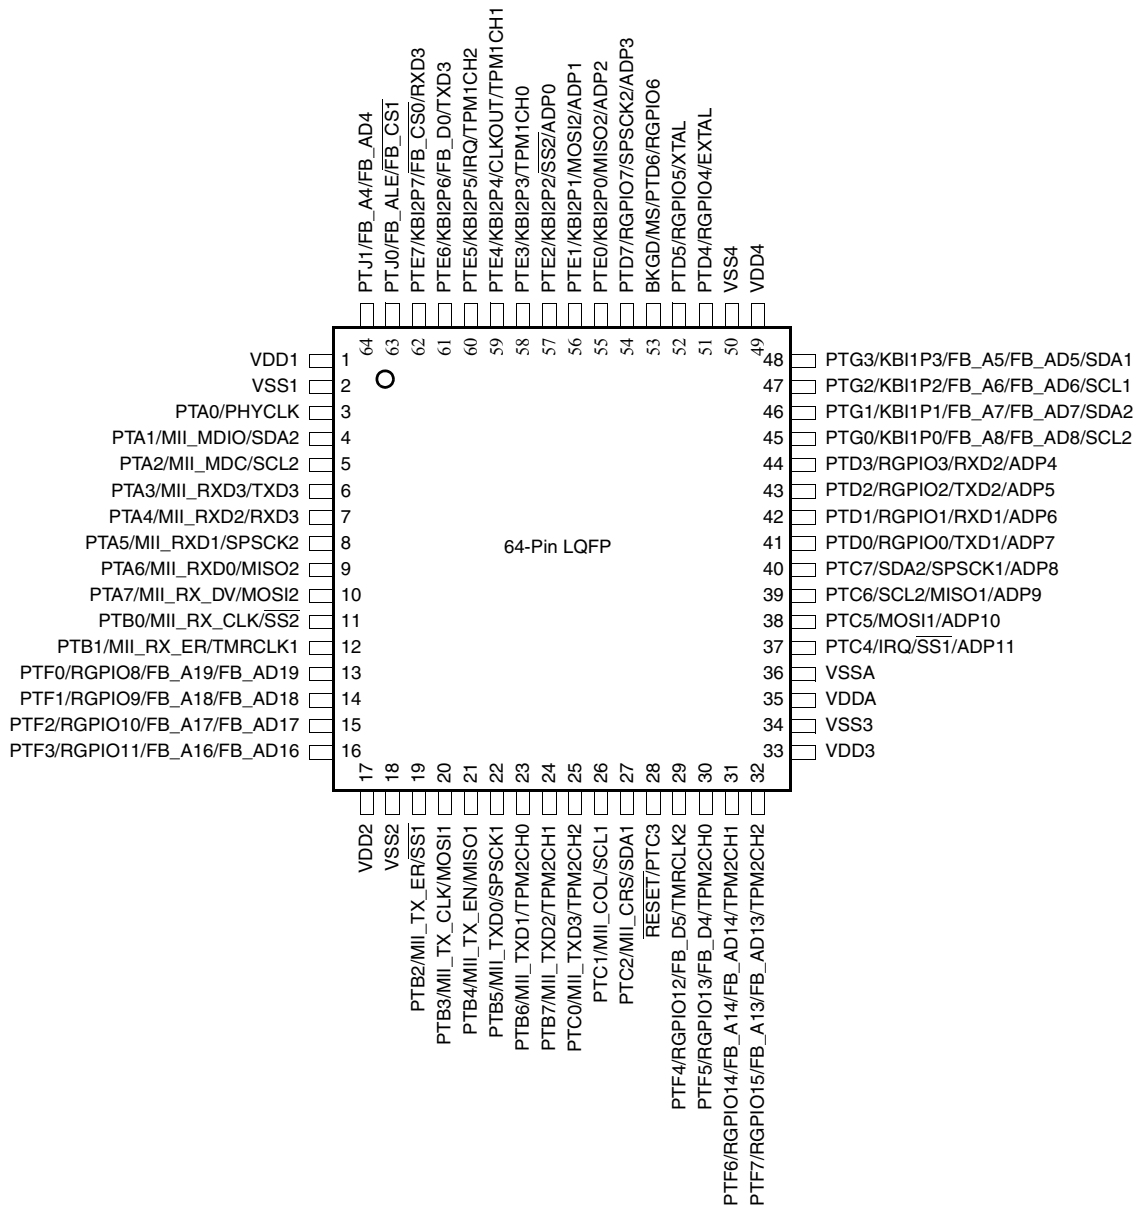 PTJ1/FB_A4/FB_AD4
PTJ0/FB_ALE/FB_CS1
PTE7/KBI2P7/FB_CS0/RXD3
PTE6/KBI2P6/FB_D0/TXD3
PTE5/KBI2P5/IRQ/TPM1CH2
PTE4/KBI2P4/CLKOUT/TPM1CH1
PTE3/KBI2P3/TPM1CH0
PTE2/KBI2P2/SS2/ADP0
PTE1/KBI2P1/MOSI2/ADP1
PTE0/KBI2P0/MISO2/ADP2
PTD7/RGPIO7/SPSCK2/ADP3
BKGD/MS/PTD6/RGPIO6
PTD5/RGPIO5/XTAL
PTD4/RGPIO4/EXTAL
VSS4
VDD4
64
63
62
61
60
59
58
57
56
55
54
53
52
51
50
49
VDD1 1
VSS1 2
PTA0/PHYCLK 3
PTA1/MII_MDIO/SDA2 4
PTA2/MII_MDC/SCL2 5
PTA3/MII_RXD3/TXD3 6
PTA4/MII_RXD2/RXD3 7
PTA5/MII_RXD1/SPSCK2 8
PTA6/MII_RXD0/MISO2 9
PTA7/MII_RX_DV/MOSI2 10
PTB0/MII_RX_CLK/SS2 11
PTB1/MII_RX_ER/TMRCLK1 12
PTF0/RGPIO8/FB_A19/FB_AD19 13
PTF1/RGPIO9/FB_A18/FB_AD18 14
PTF2/RGPIO10/FB_A17/FB_AD17 15
PTF3/RGPIO11/FB_A16/FB_AD16 16
64-Pin LQFP
48 PTG3/KBI1P3/FB_A5/FB_AD5/SDA1
47 PTG2/KBI1P2/FB_A6/FB_AD6/SCL1
46 PTG1/KBI1P1/FB_A7/FB_AD7/SDA2
45 PTG0/KBI1P0/FB_A8/FB_AD8/SCL2
44 PTD3/RGPIO3/RXD2/ADP4
43 PTD2/RGPIO2/TXD2/ADP5
42 PTD1/RGPIO1/RXD1/ADP6
41 PTD0/RGPIO0/TXD1/ADP7
40 PTC7/SDA2/SPSCK1/ADP8
39 PTC6/SCL2/MISO1/ADP9
38 PTC5/MOSI1/ADP10
37 PTC4/IRQ/SS1/ADP11
36 VSSA
35 VDDA
34 VSS3
33 VDD3
17
18
19
20
21
22
23
24
25
26
27
28
29
30
31
32
VDD2
VSS2
PTB2/MII_TX_ER/SS1
PTB3/MII_TX_CLK/MOSI1
PTB4/MII_TX_EN/MISO1
PTB5/MII_TXD0/SPSCK1
PTB6/MII_TXD1/TPM2CH0
PTB7/MII_TXD2/TPM2CH1
PTC0/MII_TXD3/TPM2CH2
PTC1/MII_COL/SCL1
PTC2/MII_CRS/SDA1
RESET/PTC3
PTF4/RGPIO12/FB_D5/TMRCLK2
PTF5/RGPIO13/FB_D4/TPM2CH0
PTF6/RGPIO14/FB_A14/FB_AD14/TPM2CH1
PTF7/RGPIO15/FB_A13/FB_AD13/TPM2CH2